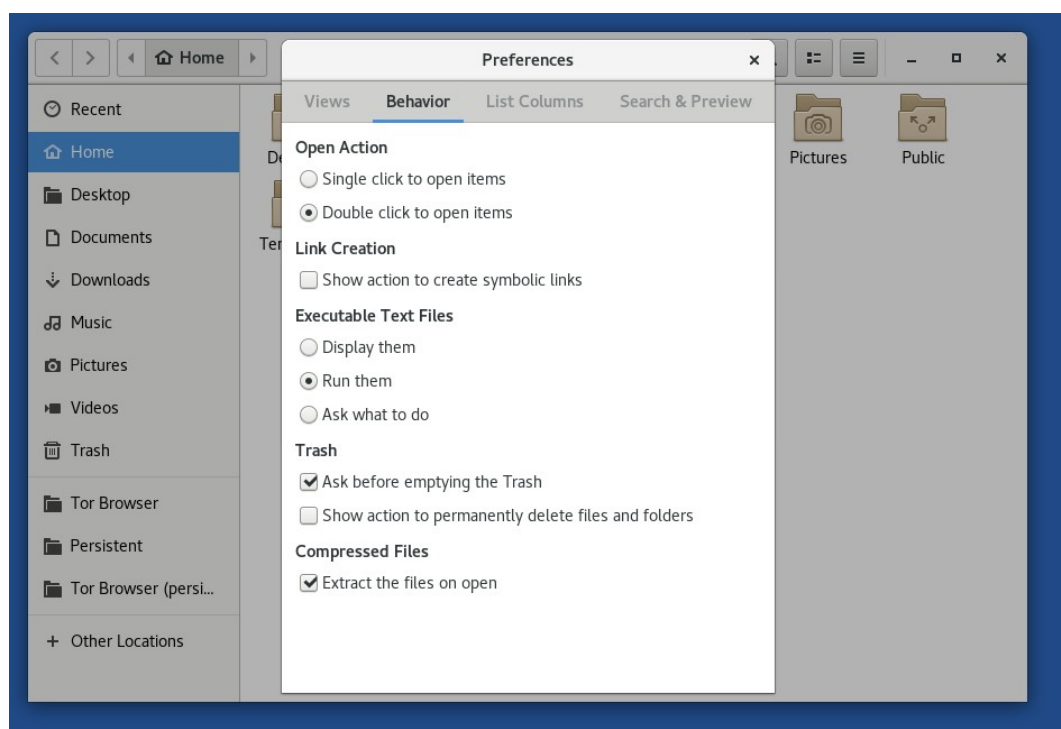 Home
Preferences
Recent
Home
Desktop
Documents
Downloads
Music
Pictures
Videos
Trash
Tor Browser
Persistent
Tor Browser (persi...
+ Other Locations
Views Behavior List Columns Search & Preview
Open Action
Single click to open items
Double click to open items
Link Creation
Show action to create symbolic links
Executable Text Files
Display them
Run them
Ask what to do
Trash
Ask before emptying the Trash
Show action to permanently delete files and folders
Compressed Files
Extract the files on open
Pictures Public